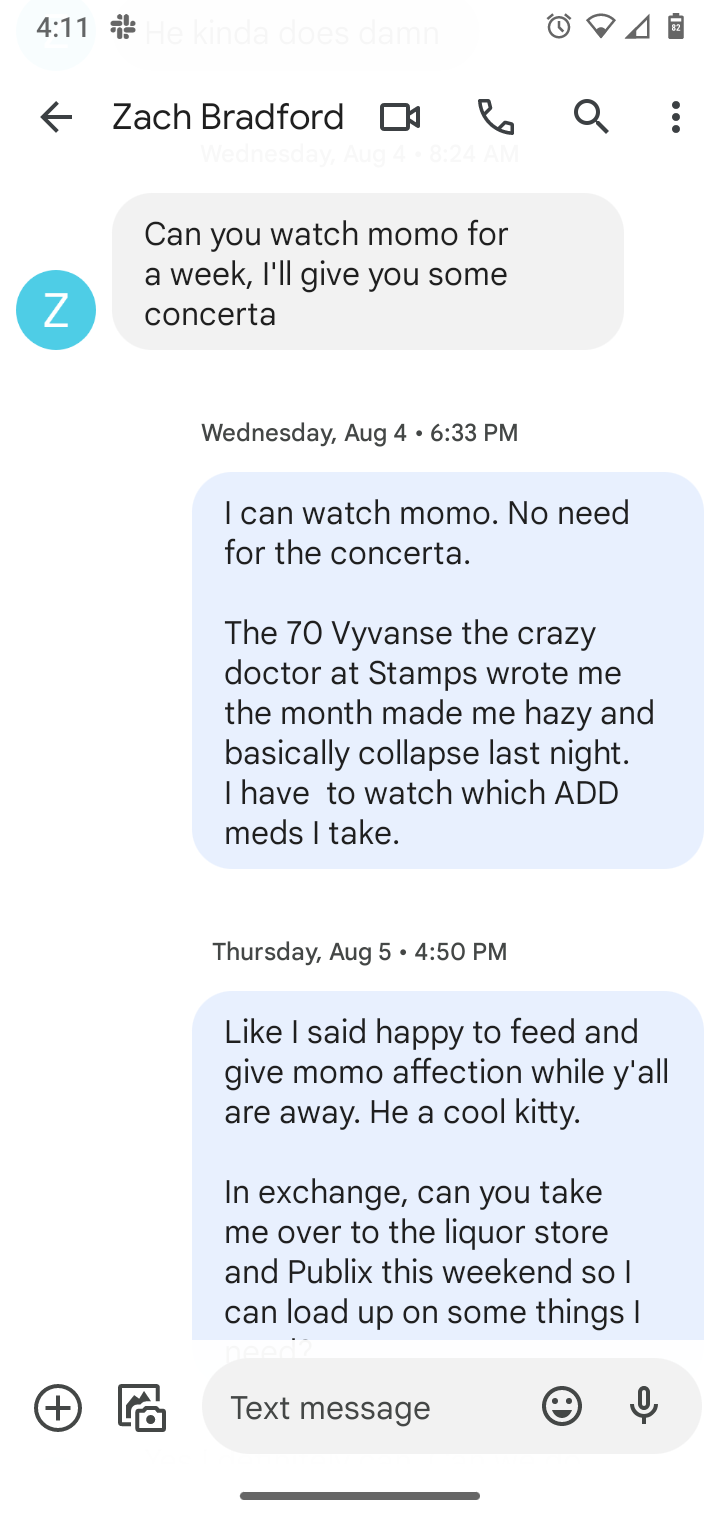 4:11
He kinda does damn
82
Zach Bradford
Wednesday, Aug 4 • 8:24 AM
Can you watch momo for
a week, I'll give you some
concerta
Z
Wednesday, Aug 4 • 6:33 PM
I can watch momo. No need
for the concerta.
The 70 Vyvanse the crazy
doctor at Stamps wrote me
the month made me hazy and
basically collapse last night.
I have  to watch which ADD
meds I take.
Thursday, Aug 5 • 4:50 PM
Like I said happy to feed and
give momo affection while y'all
are away. He a cool kitty.
In exchange, can you take
me over to the liquor store
and Publix this weekend so I
can load up on some things I
need?
Text message